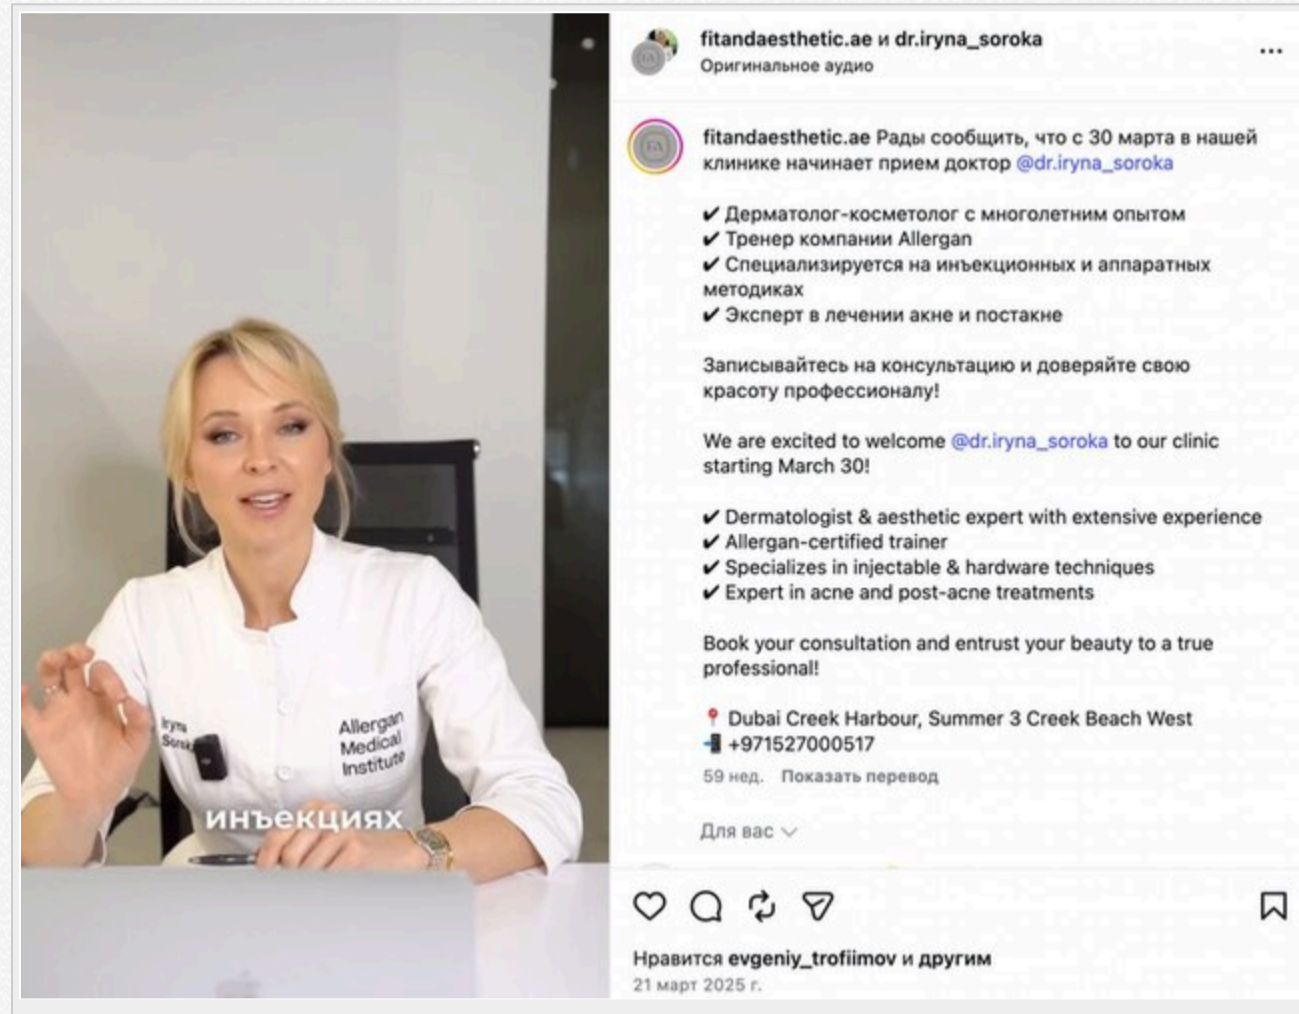 fitandaesthetic.ae и dr.iryna_soroka
Оригинальное аудио
fitandaesthetic.ae Рады сообщить, что с 30 марта в нашей
клинике начинает прием доктор @dr.iryna_soroka
✔ Дерматолог-косметолог с многолетним опытом
✔ Тренер компании Allergan
✔ Специализируется на инъекционных и аппаратных
методиках
✔ Эксперт в лечении акне и постакне
Записывайтесь на консультацию и доверяйте свою
красоту профессионалу!
We are excited to welcome @dr.iryna_soroka to our clinic
starting March 30!
✔ Dermatologist & aesthetic expert with extensive experience
✔ Allergan-certified trainer
✔ Specializes in injectable & hardware techniques
✔ Expert in acne and post-acne treatments
Book your consultation and entrust your beauty to a true
professional!
📍 Dubai Creek Harbour, Summer 3 Creek Beach West
📲 +971527000517
59 нед. Показать перевод
Для вас
Нравится evgeniy_trofiimov и другим
21 март 2025 г.
Iryna
Allergan
Medical
Institute
инъекциях